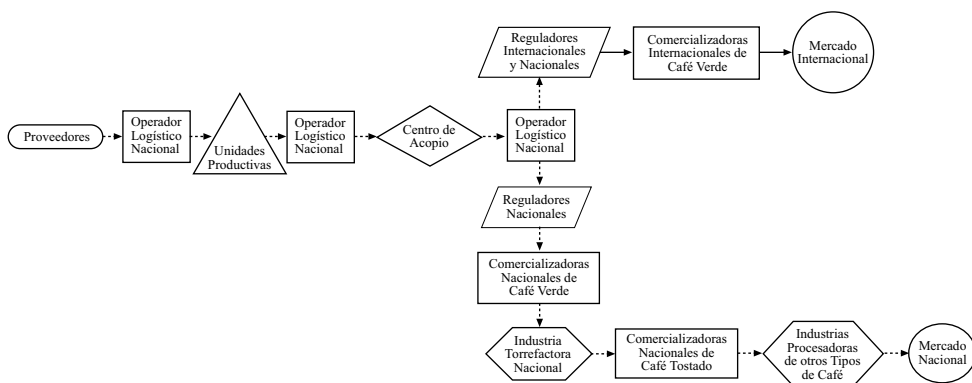 Reguladores
Internacionales
y Nacionales
Comercializadoras
Internacionales de
Café Verde
Mercado
Internacional
Proveedores
Operador
Logístico
Nacional
Unidades
Productivas
Operador
Logístico
Nacional
Centro de
Acopio
Operador
Logístico
Nacional
Reguladores
Nacionales
Comercializadoras
Nacionales de
Café Verde
Industria
Torrefactora
Nacional
Comercializadoras
Nacionales de
Café Tostado
Industrias
Procesadoras
de otros Tipos
de Café
Mercado
Nacional